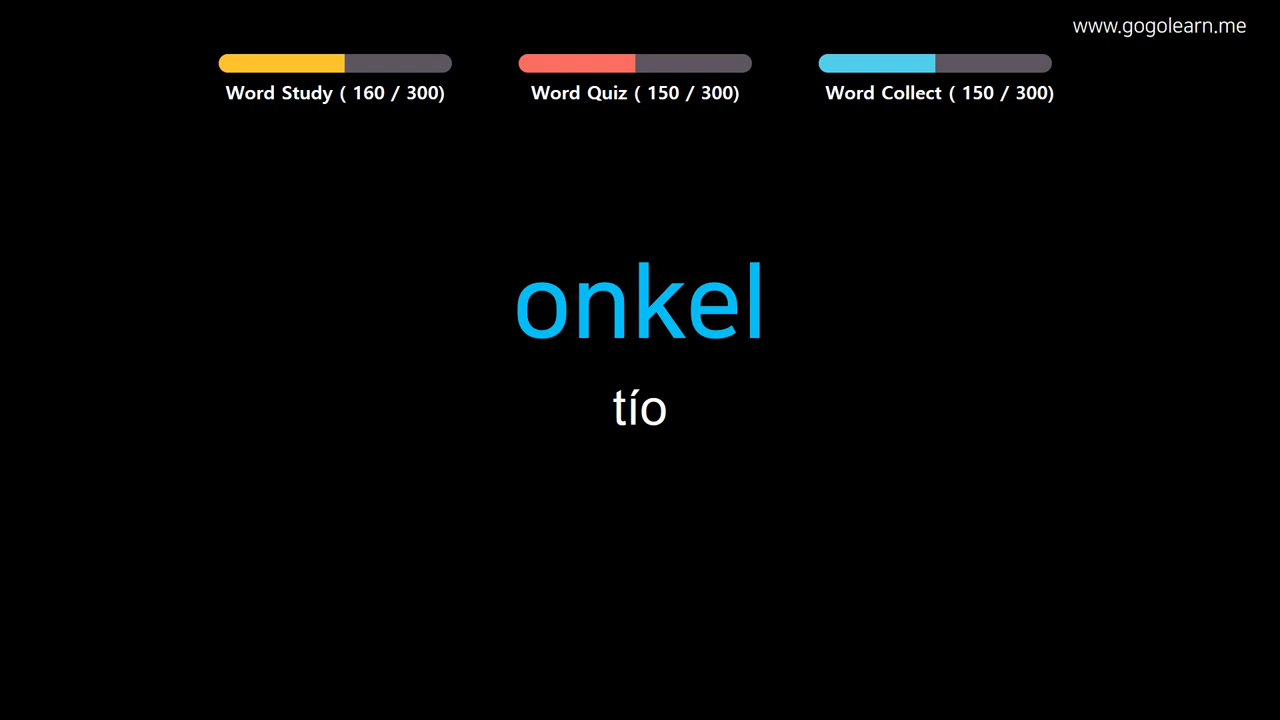 www.gogolearn.me
Word Study ( 160 / 300)
Word Quiz ( 150 / 300)
Word Collect ( 150 / 300)
onkel
tío